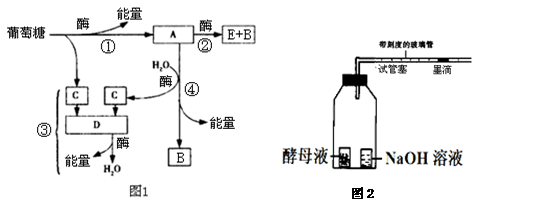 葡萄糖 酶 ① 能量 A 酶 ② E+B
H₂O 酶 ④ 能量 B
C C
③ D
酶 能量 H₂O
图1
带刻度的玻璃管
试管塞 墨滴
酵母液 NaOH 溶液
图2